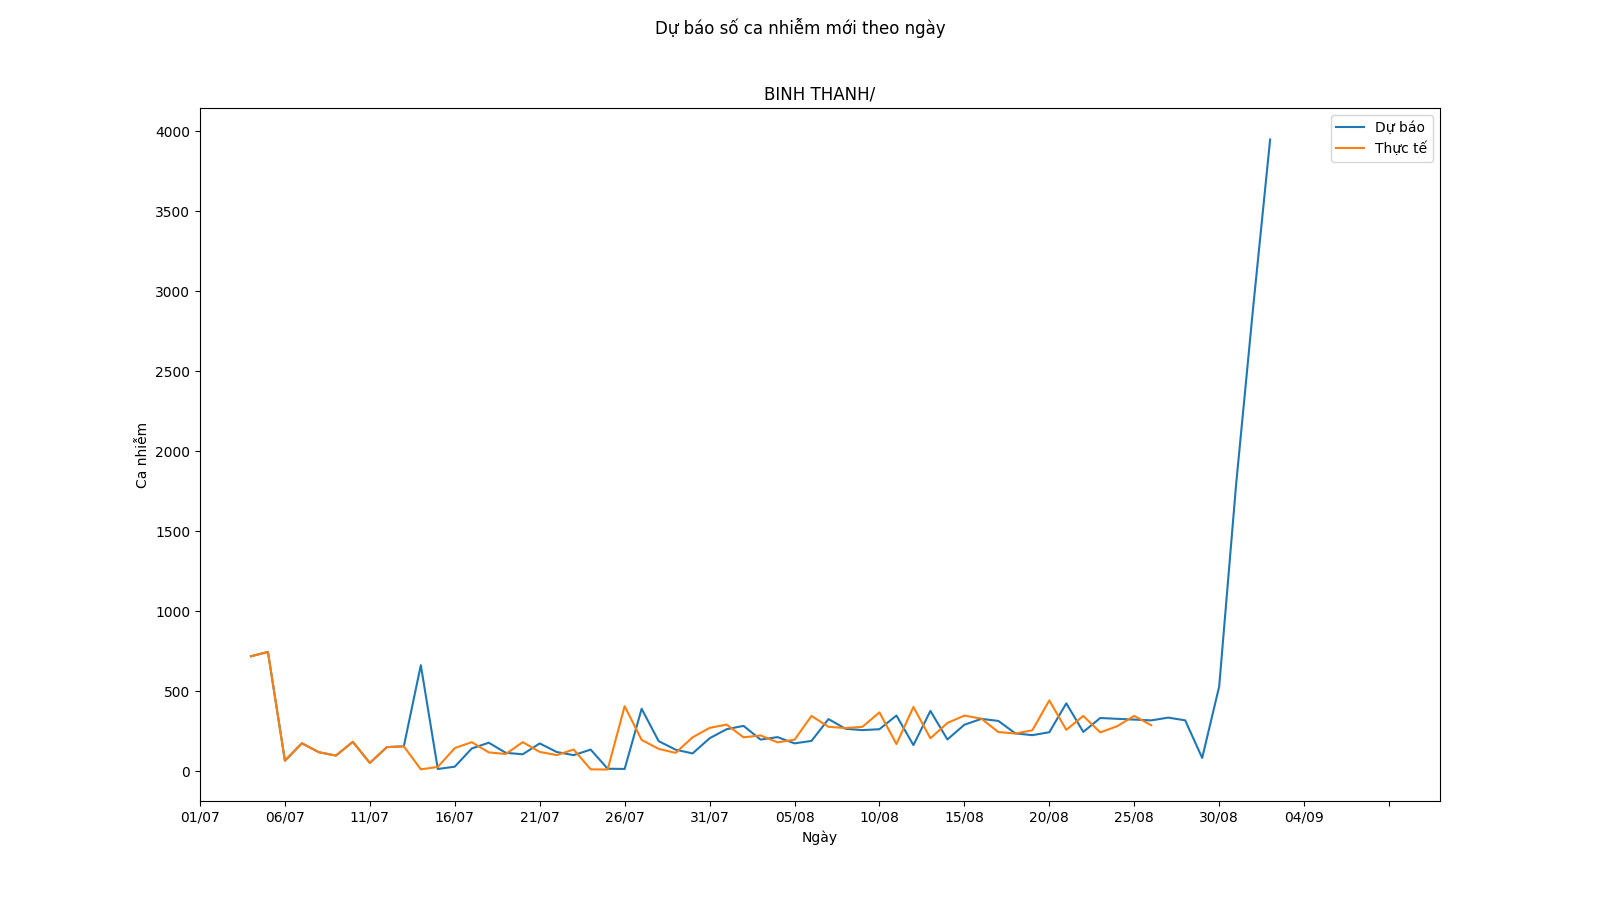 Dự báo số ca nhiễm mới theo ngày
BINH THANH/
Dự báo
Thực tế
4000
3500
3000
2500
2000
1500
1000
500
0
Ca nhiễm
01/07 06/07 11/07 16/07 21/07 26/07 31/07 05/08 10/08 15/08 20/08 25/08 30/08 04/09
Ngày